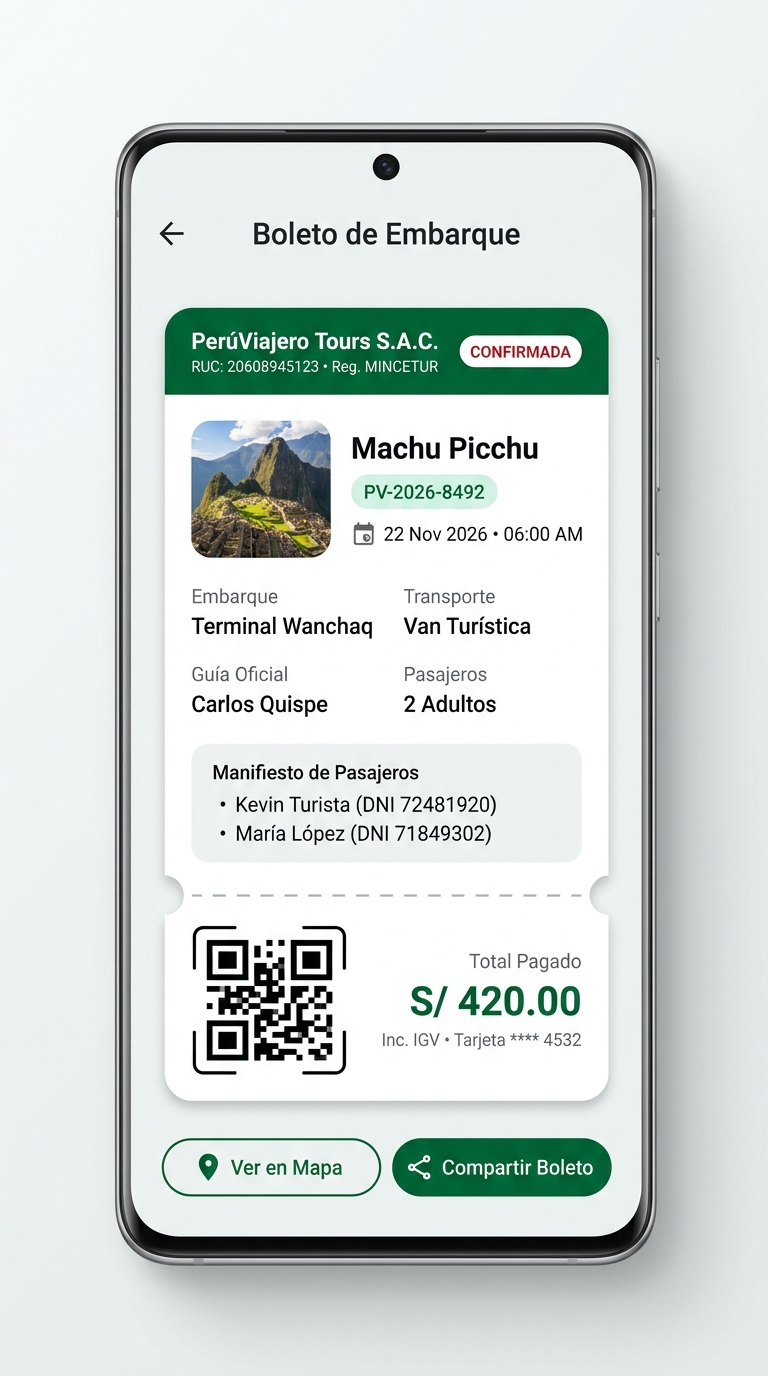 Boleto de Embarque
PerúViajero Tours S.A.C.
RUC: 20608945123 • Reg. MINCETUR
CONFIRMADA
Machu Picchu
PV-2026-8492
22 Nov 2026 • 06:00 AM
Embarque
Transporte
Terminal Wanchaq
Van Turística
Guía Oficial
Pasajeros
Carlos Quispe
2 Adultos
Manifiesto de Pasajeros
• Kevin Turista (DNI 72481920)
• María López (DNI 71849302)
Total Pagado
S/ 420.00
Inc. IGV • Tarjeta **** 4532
Ver en Mapa
Compartir Boleto